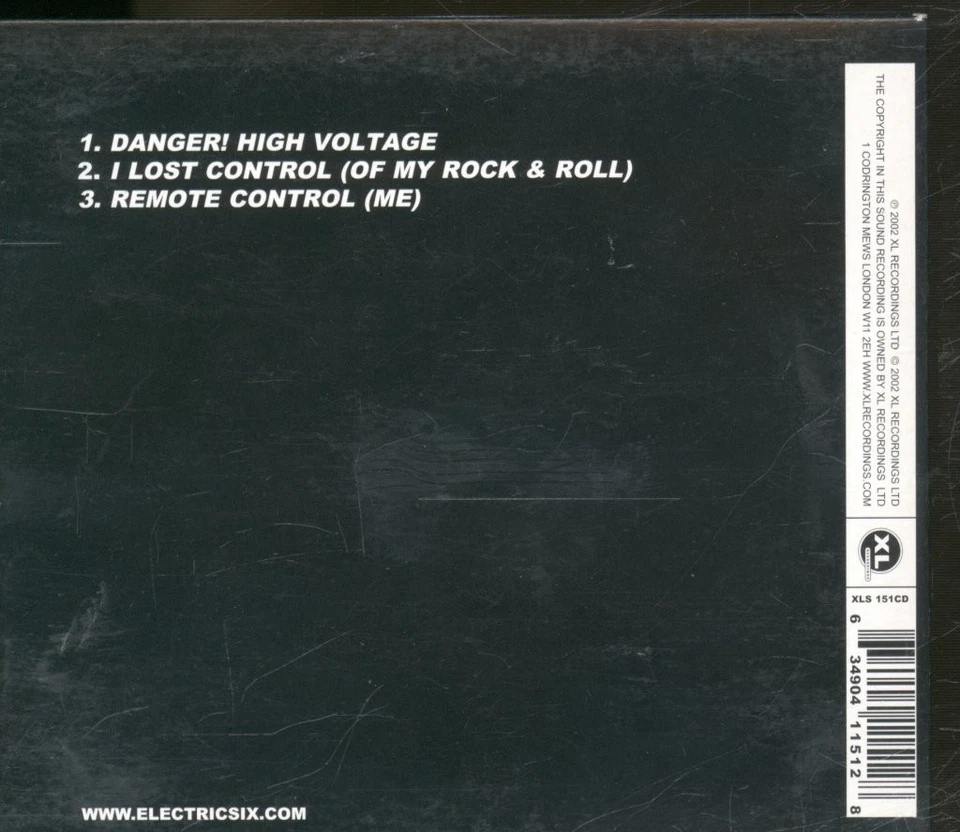 1. DANGER! HIGH VOLTAGE
2. I LOST CONTROL (OF MY ROCK & ROLL)
3. REMOTE CONTROL (ME)
WWW.ELECTRICSIX.COM
℗ 2002 XL RECORDINGS LTD © 2002 XL RECORDINGS LTD
THE COPYRIGHT IN THIS SOUND RECORDING IS OWNED BY XL RECORDINGS LTD
1 CODRINGTON MEWS LONDON W11 2EH WWW.XLRECORDINGS.COM
XL
XLS 151CD
6 34904 11512 8